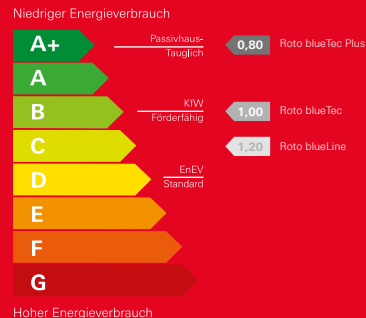 Niedriger Energieverbrauch
A+
Passivhaus-
Tauglich
0,80
Roto blueTec Plus
A
B
KfW
Förderfähig
1,00
Roto blueTec
C
1,20
Roto blueLine
D
EnEV
Standard
E
F
G
Hoher Energieverbrauch